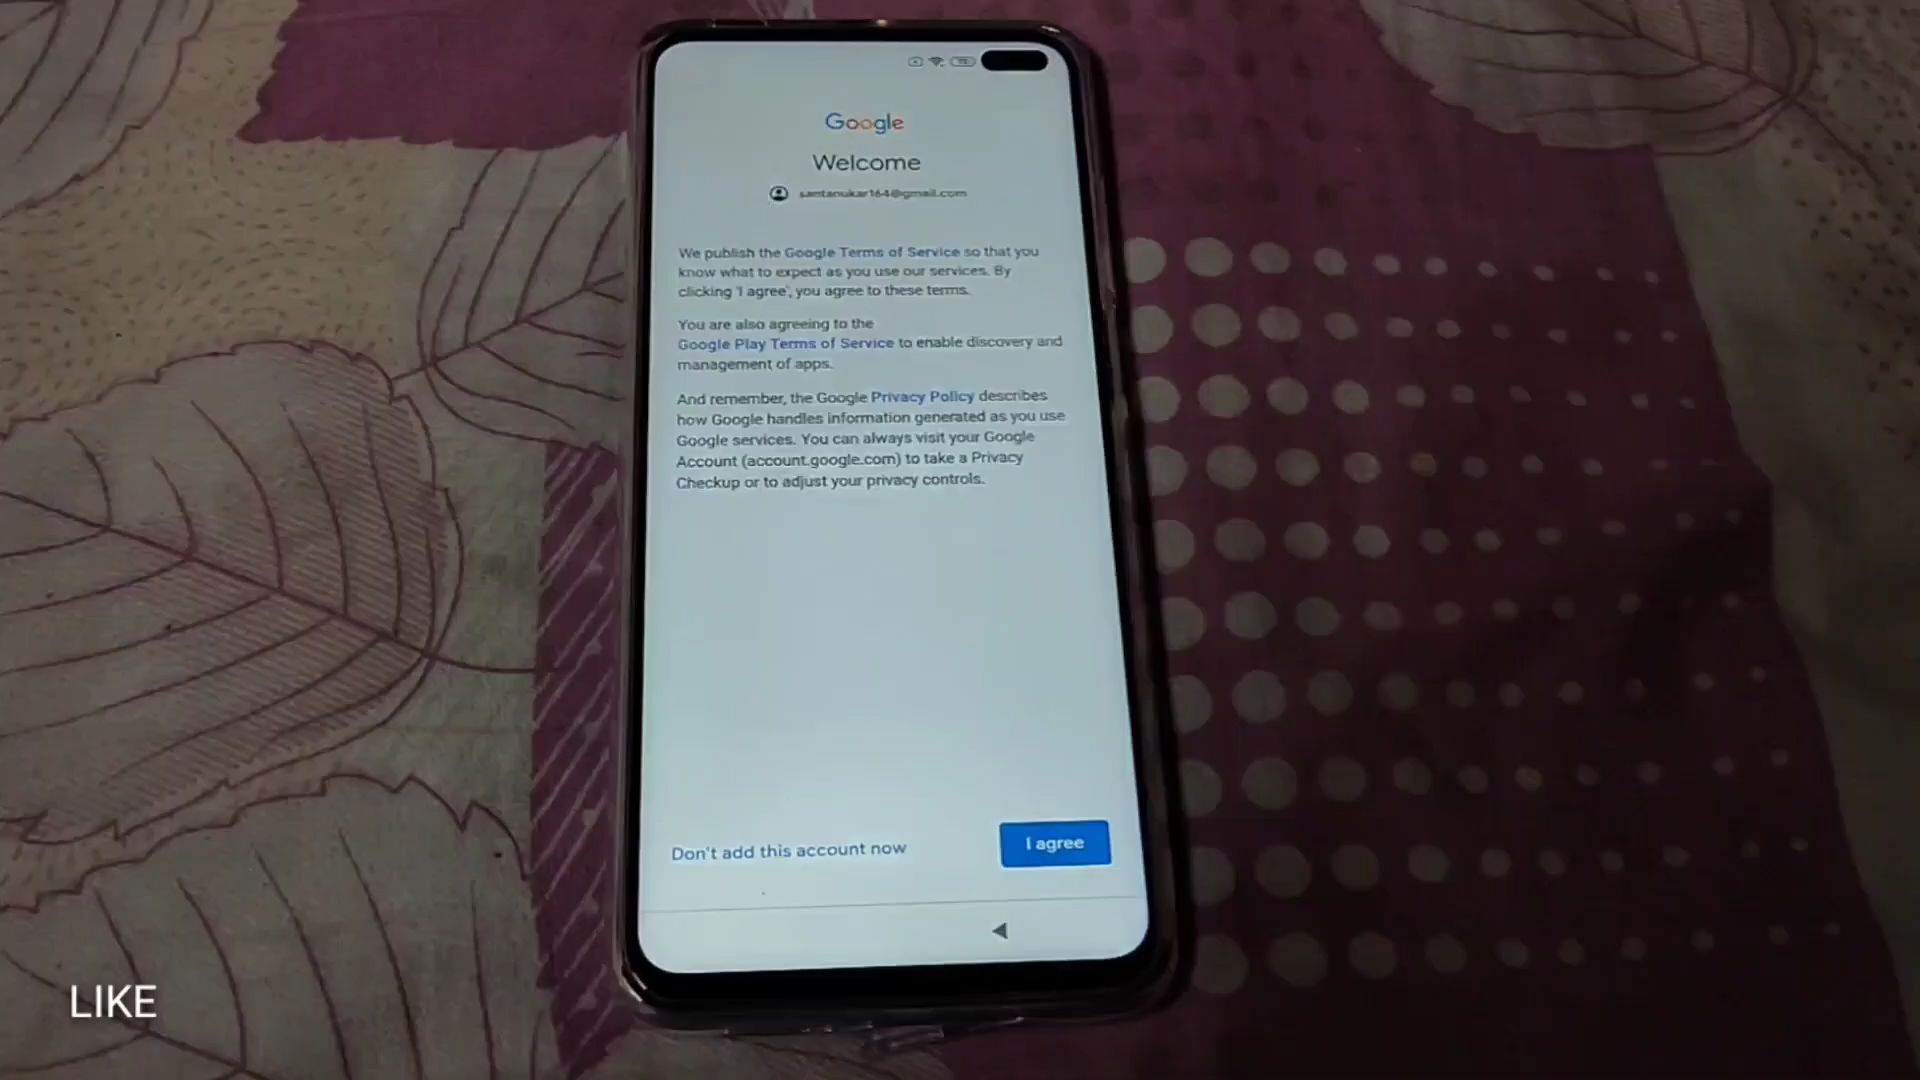 Google
Welcome
santanukar164@gmail.com
We publish the Google Terms of Service so that you
know what to expect as you use our services. By
clicking 'I agree', you agree to these terms.
You are also agreeing to the
Google Play Terms of Service to enable discovery and
management of apps.
And remember, the Google Privacy Policy describes
how Google handles information generated as you use
Google services. You can always visit your Google
Account (account.google.com) to take a Privacy
Checkup or to adjust your privacy controls.
Don't add this account now
I agree
LIKE